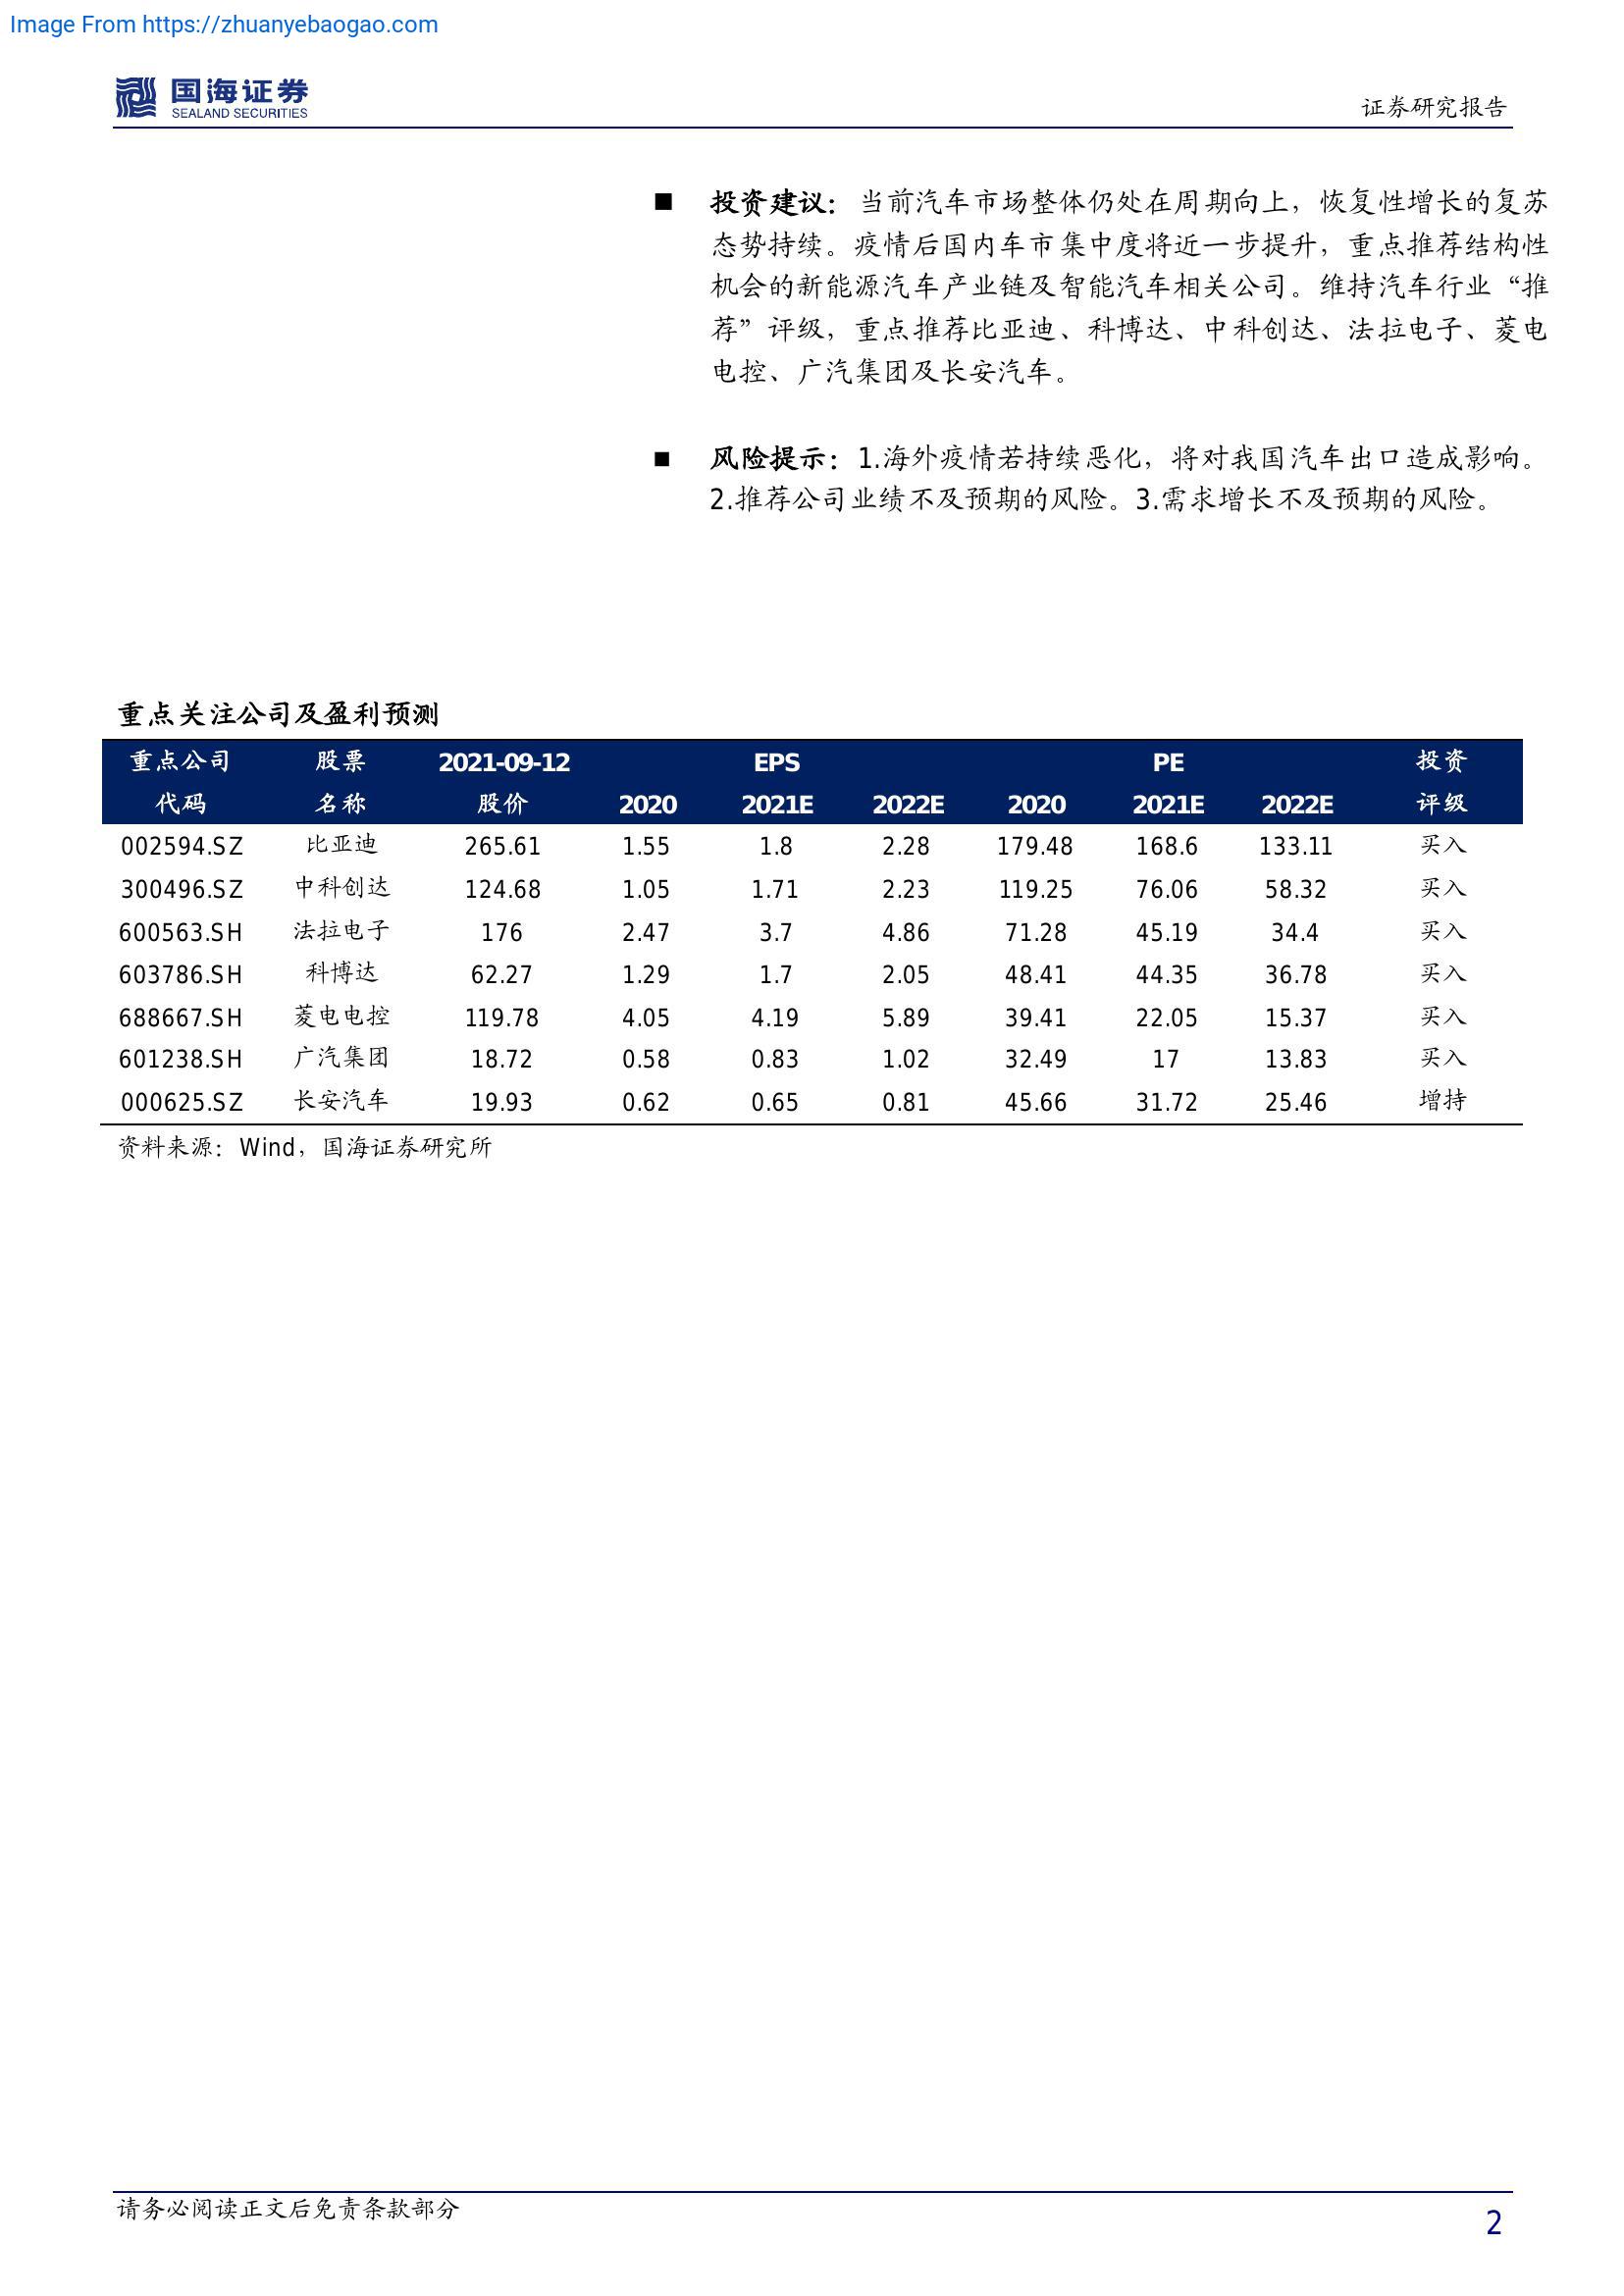 Image From https://zhuanyebaogao.com
国海证券
SEALAND SECURITIES
证券研究报告
■ 投资建议：当前汽车市场整体仍处在周期向上，恢复性增长的复苏
态势持续。疫情后国内车市集中度将近一步提升，重点推荐结构性
机会的新能源汽车产业链及智能汽车相关公司。维持汽车行业“推
荐”评级，重点推荐比亚迪、科博达、中科创达、法拉电子、菱电
电控、广汽集团及长安汽车。
■ 风险提示：1.海外疫情若持续恶化，将对我国汽车出口造成影响。
2.推荐公司业绩不及预期的风险。3.需求增长不及预期的风险。
重点关注公司及盈利预测
重点公司 股票 2021-09-12 EPS PE 投资
代码 名称 股价 2020 2021E 2022E 2020 2021E 2022E 评级
002594.SZ 比亚迪 265.61 1.55 1.8 2.28 179.48 168.6 133.11 买入
300496.SZ 中科创达 124.68 1.05 1.71 2.23 119.25 76.06 58.32 买入
600563.SH 法拉电子 176 2.47 3.7 4.86 71.28 45.19 34.4 买入
603786.SH 科博达 62.27 1.29 1.7 2.05 48.41 44.35 36.78 买入
688667.SH 菱电电控 119.78 4.05 4.19 5.89 39.41 22.05 15.37 买入
601238.SH 广汽集团 18.72 0.58 0.83 1.02 32.49 17 13.83 买入
000625.SZ 长安汽车 19.93 0.62 0.65 0.81 45.66 31.72 25.46 增持
资料来源：Wind，国海证券研究所
请务必阅读正文后免责条款部分
2